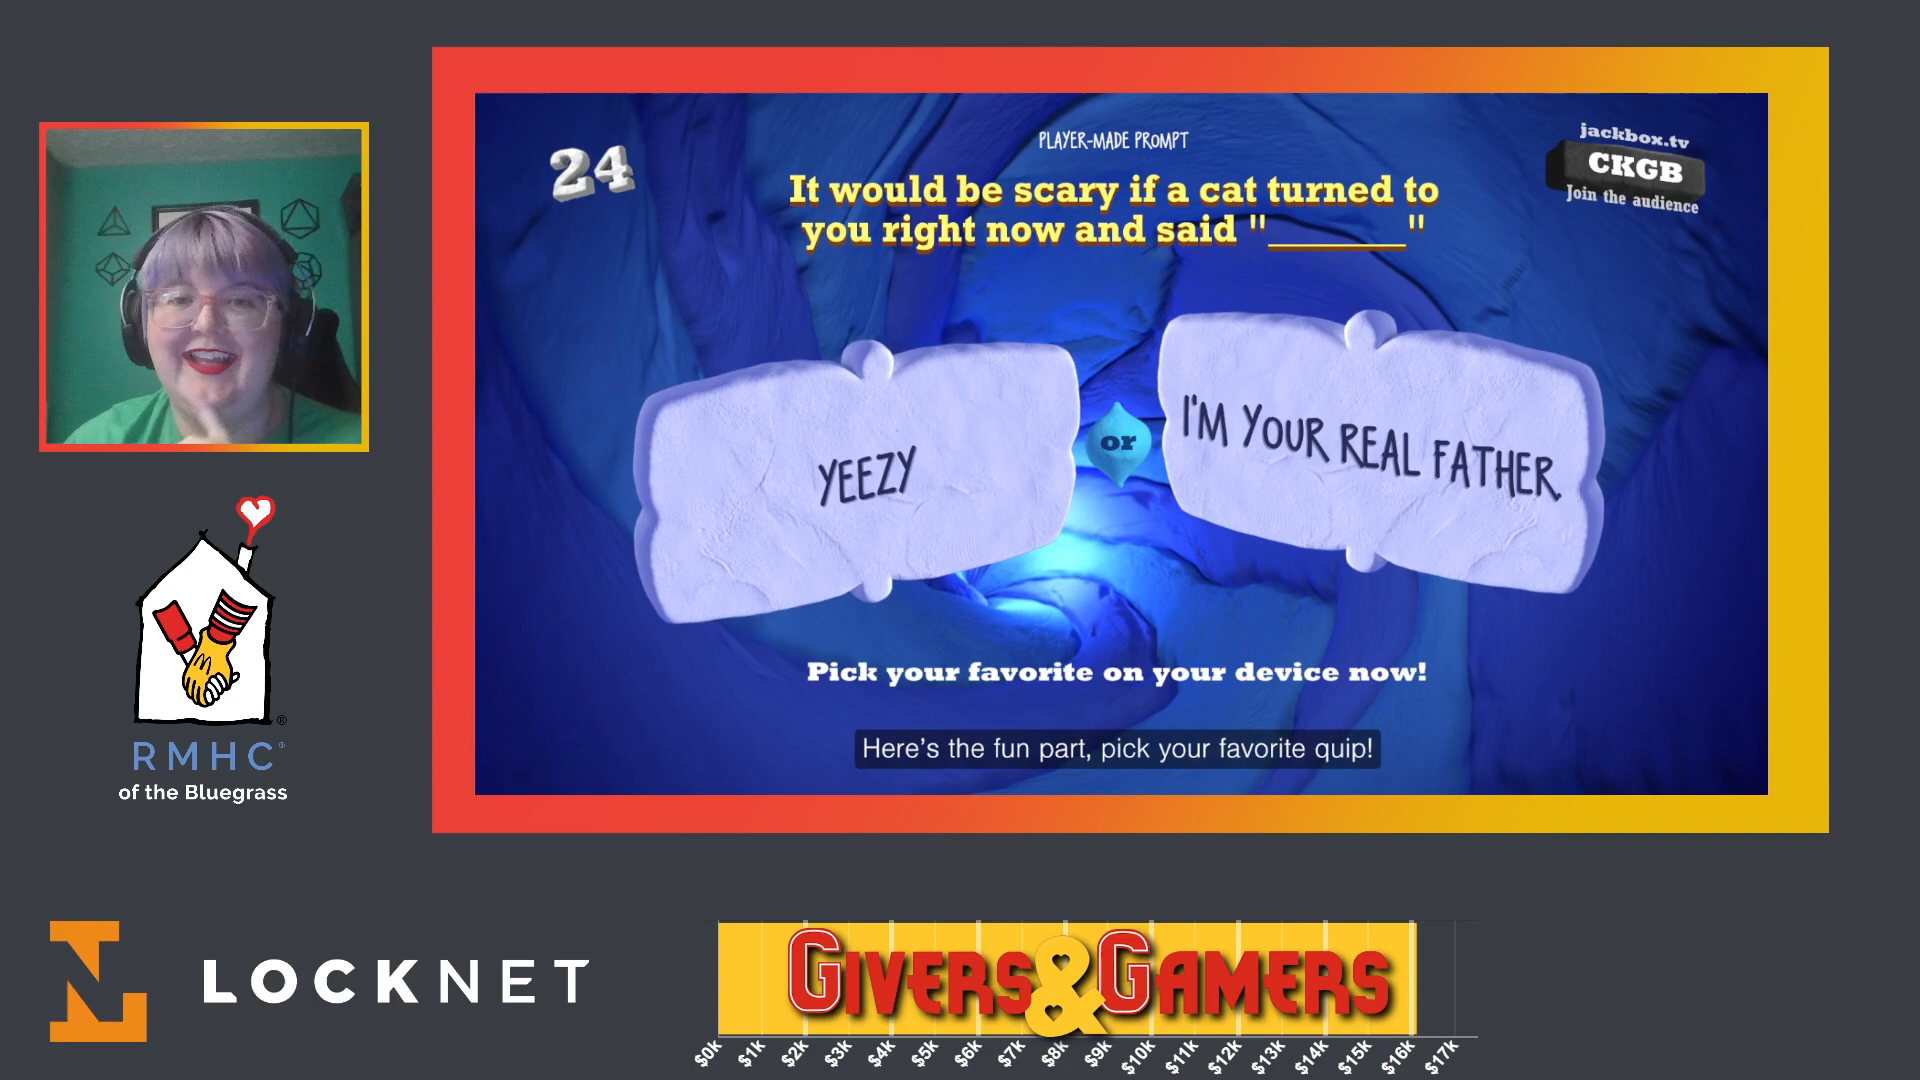 24
PLAYER-MADE PROMPT
It would be scary if a cat turned to
you right now and said "_______"
jackbox.tv
CKGB
Join the audience
YEEZY
or
I'M YOUR REAL FATHER.
Pick your favorite on your device now!
Here's the fun part, pick your favorite quip!
RMHC®
of the Bluegrass
LOCKNET
GIVERS&GAMERS
$0k $1k $2k $3k $4k $5k $6k $7k $8k $9k $10k $11k $12k $13k $14k $15k $16k $17k